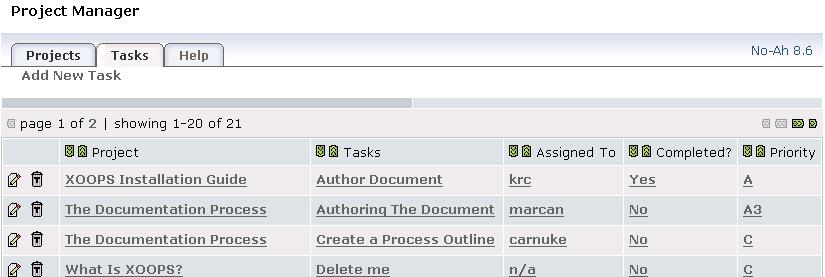 Project Manager
Projects Tasks Help No-Ah 8.6
Add New Task
page 1 of 2 | showing 1-20 of 21
Project Tasks Assigned To Completed? Priority
XOOPS Installation Guide Author Document krc Yes A
The Documentation Process Authoring The Document marcan No A3
The Documentation Process Create a Process Outline carnuke No C
What Is XOOPS? Delete me n/a No C